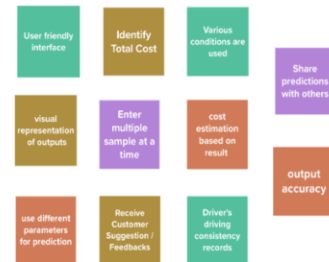 User friendly
interface
Identify
Total Cost
Various
conditions are
used
Share
predictions
with others
visual
representation
of outputs
Enter
multiple
sample at a
time
cost
estimation
based on
result
output
accuracy
use different
parameters
for prediction
Receive
Customer
Suggestion /
Feedbacks
Driver's
driving
consistency
records